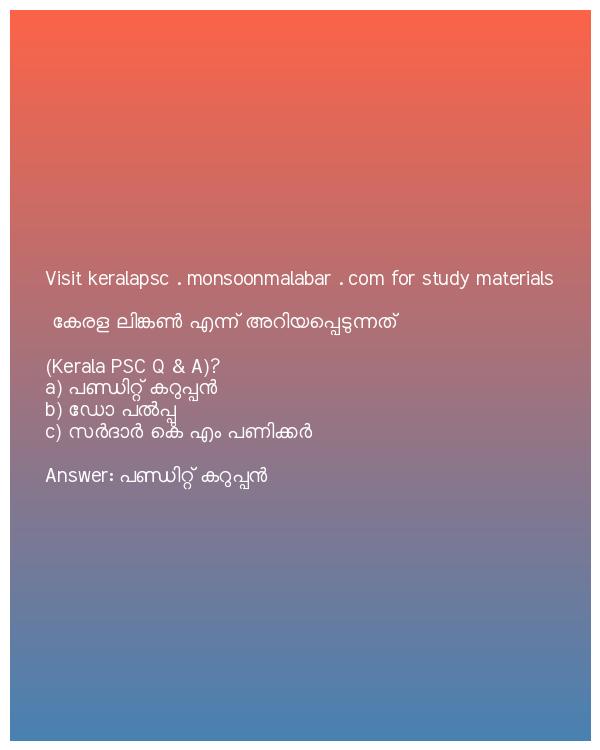 Visit keralapsc . monsoonmalabar . com for study materials
കേരള ലിങ്കൺ എന്ന് അറിയപ്പെടുന്നത്
(Kerala PSC Q & A)?
a) പണ്ഡിറ്റ് കറുപ്പൻ
b) ഡോ പൽപ്പു
c) സർദാർ കെ എം പണിക്കർ
Answer: പണ്ഡിറ്റ് കറുപ്പൻ